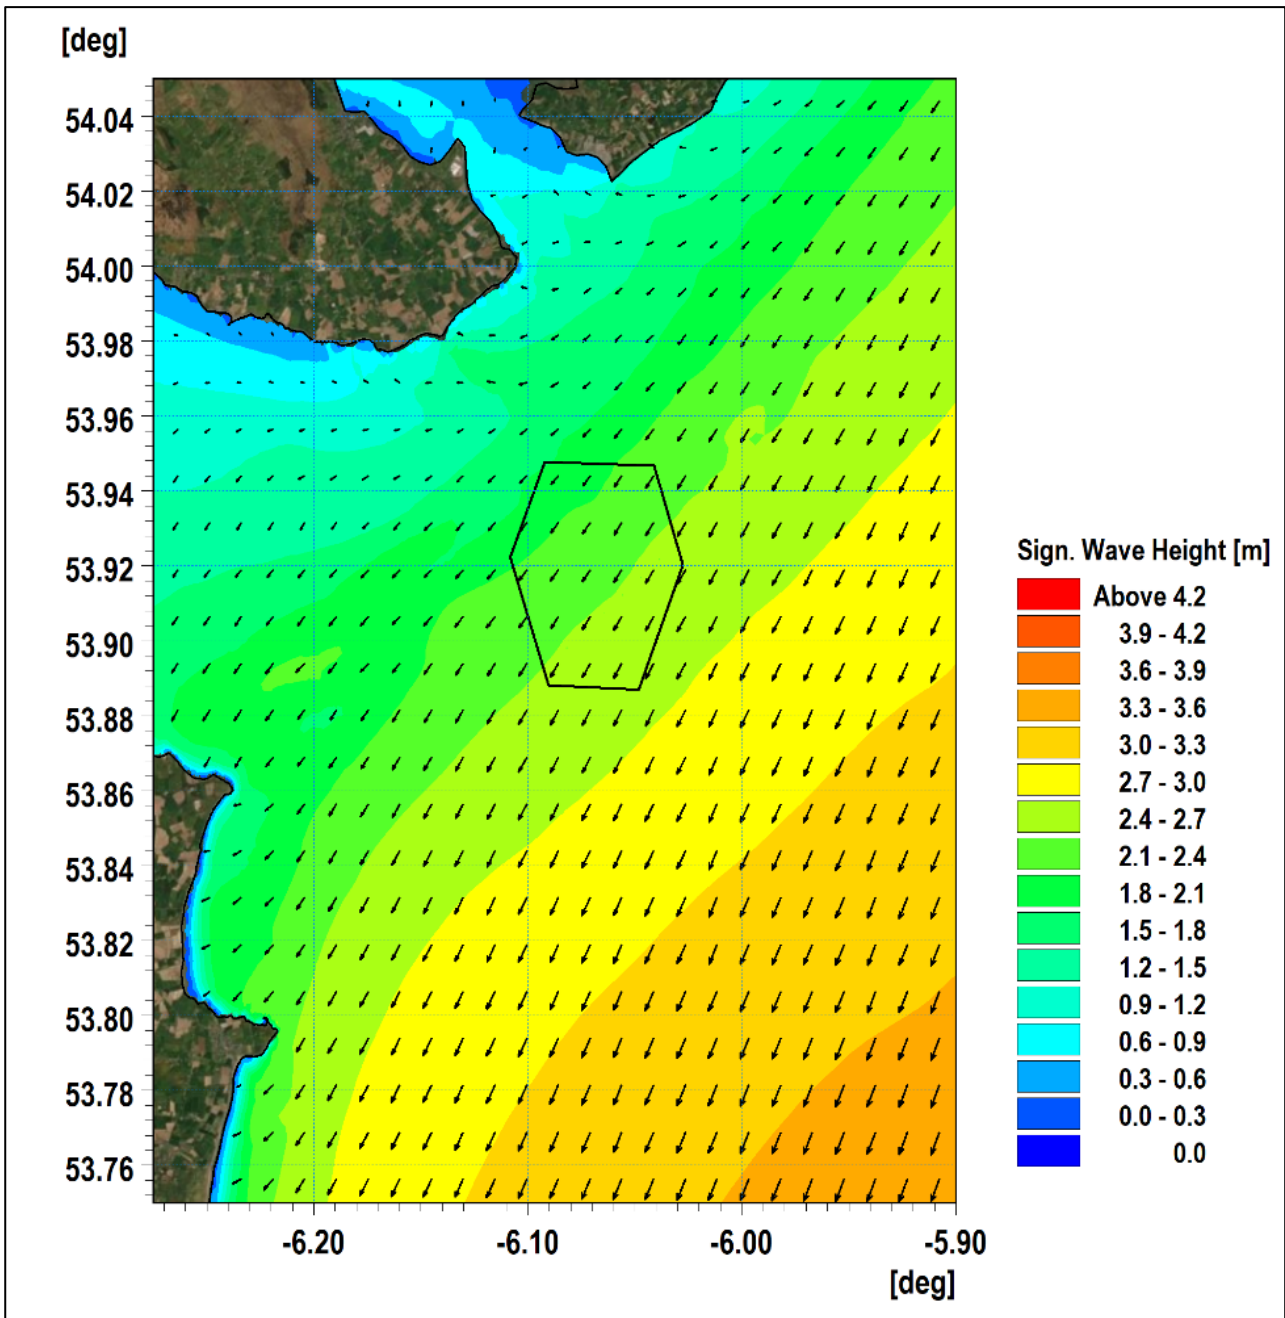 [deg]
54.04
54.02
54.00
53.98
53.96
53.94
53.92
53.90
53.88
53.86
53.84
53.82
53.80
53.78
53.76
-6.20 -6.10 -6.00 -5.90
[deg]
Sign. Wave Height [m]
Above 4.2
3.9 - 4.2
3.6 - 3.9
3.3 - 3.6
3.0 - 3.3
2.7 - 3.0
2.4 - 2.7
2.1 - 2.4
1.8 - 2.1
1.5 - 1.8
1.2 - 1.5
0.9 - 1.2
0.6 - 0.9
0.3 - 0.6
0.0 - 0.3
0.0